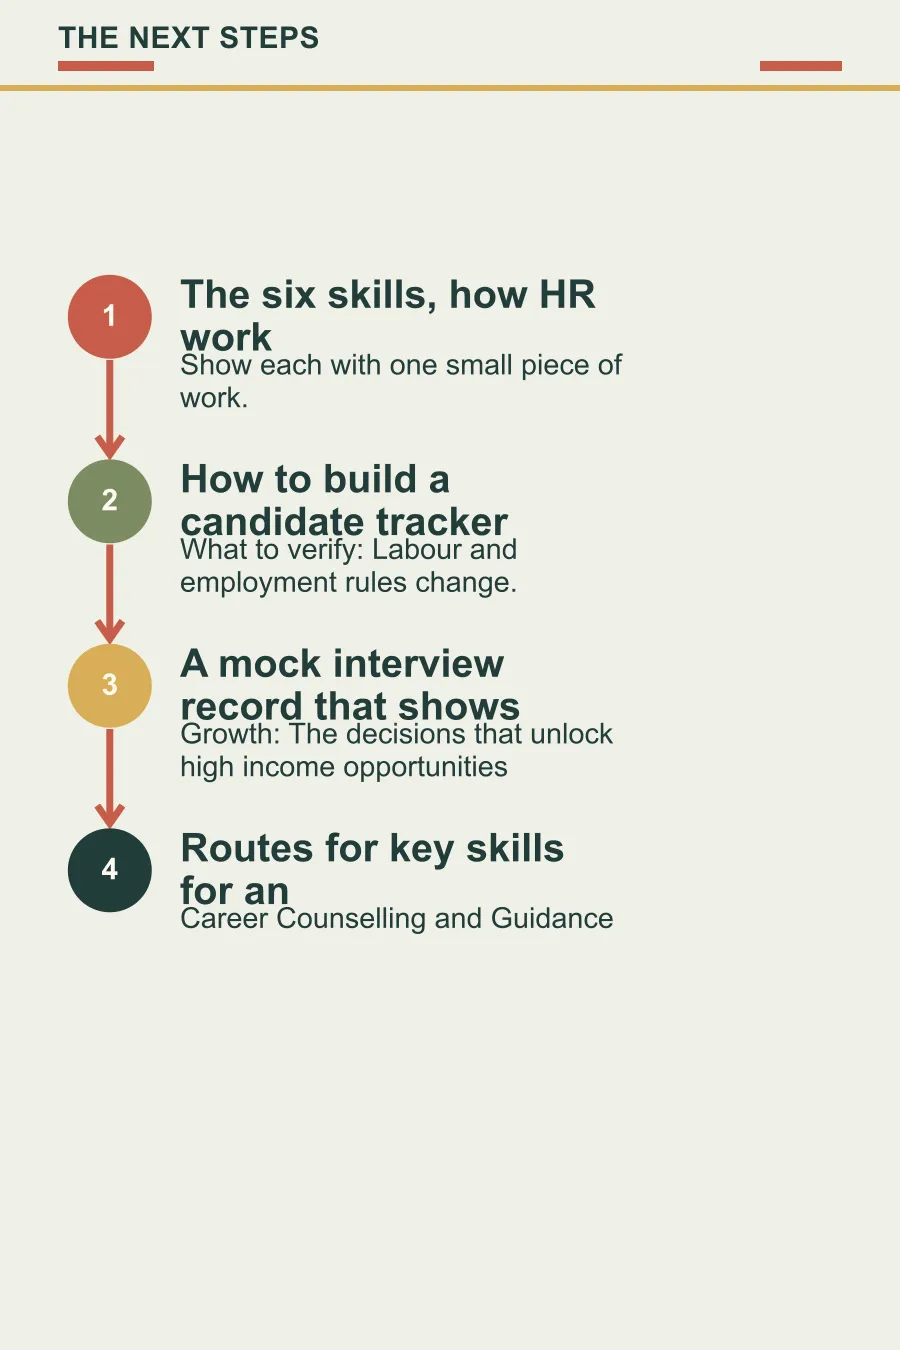 THE NEXT STEPS
1
The six skills, how HR
work
Show each with one small piece of
work.
2
How to build a
candidate tracker
What to verify: Labour and
employment rules change.
3
A mock interview
record that shows
Growth: The decisions that unlock
high income opportunities
4
Routes for key skills
for an
Career Counselling and Guidance